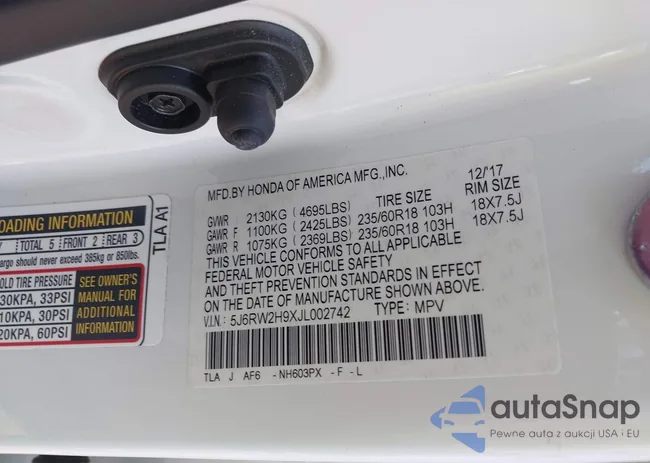 MFD.BY HONDA OF AMERICA MFG.,INC. 12/'17
TIRE SIZE RIM SIZE
GVWR 2130KG ( 4695LBS)
GAWR F 1100KG ( 2425LBS) 235/60R18 103H 18X7.5J
GAWR R 1075KG ( 2369LBS) 235/60R18 103H 18X7.5J
THIS VEHICLE CONFORMS TO ALL APPLICABLE
FEDERAL MOTOR VEHICLE SAFETY
AND THEFT PREVENTION STANDARDS IN EFFECT
ON THE DATE OF MANUFACTURE SHOWN ABOVE.
V.I.N: 5J6RW2H9XJL002742 TYPE: MPV
TLA J AF6 -NH603PX -F -L
TLA A1
OADING INFORMATION
TOTAL 5 FRONT 2 REAR 3
argo should never exceed 385kg or 850lbs.
OLD TIRE PRESSURE
30KPA, 33PSI
10KPA, 30PSI
20KPA, 60PSI
SEE OWNER'S
MANUAL FOR
ADDITIONAL
INFORMATION
autaSnap
Pewne auta z aukcji USA i EU